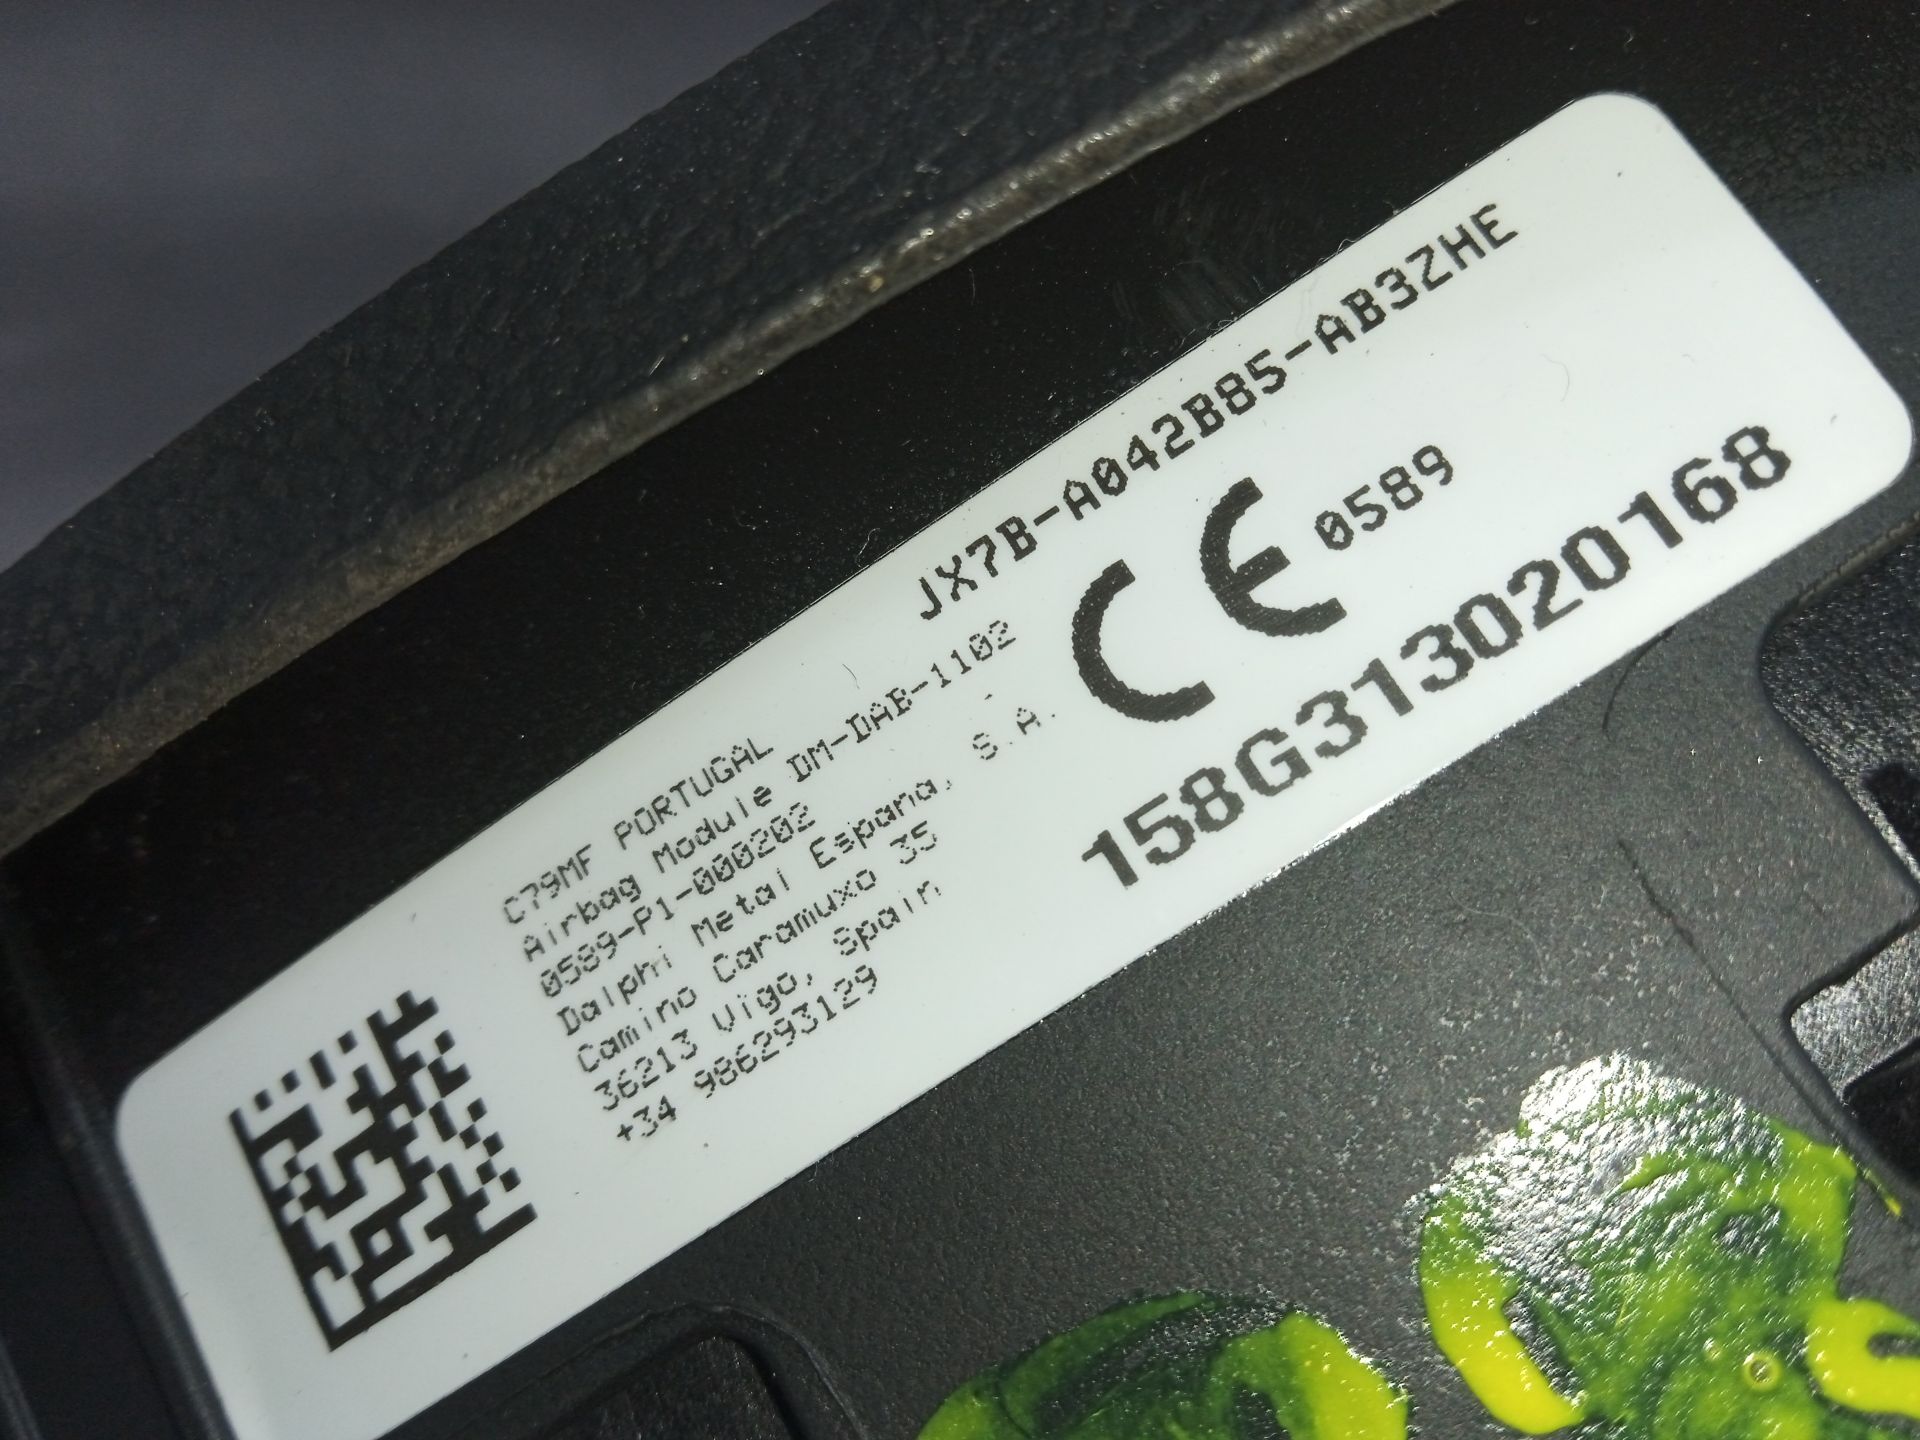 JX7B-A042B85-AB3ZHE
C79MF PORTUGAL
Airbag Module DM-DAB-1102
0589-P1-000202
Dalphi Metal Espana, S.A.
Camino Caramuxo 35
36213 Vigo, Spain
+34 986293129
CE 0589
158G313020168